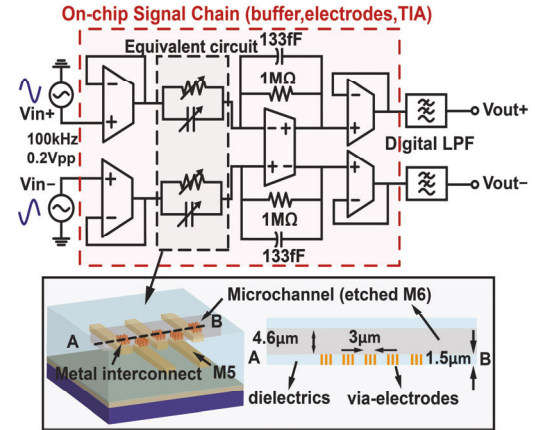 On-chip Signal Chain (buffer,electrodes,TIA)
Equivalent circuit
133fF
1MΩ
Vin+
100kHz
0.2Vpp
Vin−
Vout+
Digital LPF
Vout−
1MΩ
133fF
Microchannel (etched M6)
A
B
Metal interconnect
M5
4.6μm
3μm
A
1.5μm
B
dielectrics
via-electrodes